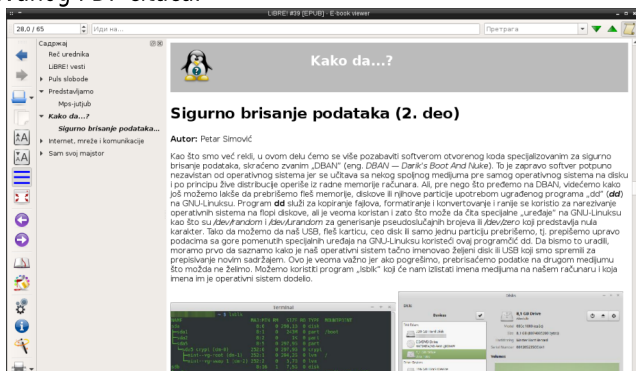 LiBRE! #39 [EPUB] - E-book viewer
28,0 / 65
Иди на...
Претрага
Садржај
Reč urednika
LiBRE! vesti
Puls slobode
Predstavljamo
Mps-jutjub
Kako da...?
Sigurno brisanje podataka...
Internet, mreže i komunikacije
Sam svoj majstor
Kako da...?
Sigurno brisanje podataka (2. deo)
Autor: Petar Simović
Kao što smo već rekli, u ovom delu ćemo se više pozabaviti softverom otvorenog koda specijalizovanim za sigurno
brisanje podataka, skraćeno zvanim „DBAN" (eng. DBAN — Darik's Boot And Nuke). To je zapravo softver potpuno
nezavistan od operativnog sistema jer se učitava sa nekog spoljnog medijuma pre samog operativnog sistema na disku
i po principu žive distribucije operiše iz radne memorije računara. Ali, pre nego što pređemo na DBAN, videćemo kako
još možemo lakše da prebrišemo fleš memorije, diskove ili njihove particije upotrebom ugrađenog programa „dd" (dd)
na GNU-Linuksu. Program dd služi za kopiranje fajlova, formatiranje i konvertovanje i ranije se koristio za narezivanje
operativnih sistema na flopi diskove, ali je veoma koristan i zato što može da čita specijalne „uređaje" na GNU-Linuksu
kao što su /dev/random i /dev/urandom za generisanje pseudoslučajnih brojeva ili /dev/zero koji predstavlja nula
karakter. Tako da možemo da naš USB, fleš karticu, ceo disk ili samo jednu particiju prebrišemo, tj. prepišemo upravo
podacima sa gore pomenutih specijalnih uređaja na GNU-Linuksu koristeći ovaj programčić dd. Da bismo to uradili,
moramo prvo da saznamo kako je naš operativni sistem tačno imenovao željeni disk ili USB koji smo spremili za
prepisivanje novim sadržajem. Ovo je veoma važno jer ako pogrešimo, prebrisaćemo podatke na drugom medijumu
što možda ne želimo. Možemo koristiti program „lsblk" koji će nam izlistati imena medijuma na našem računaru i koja
imena im je operativni sistem dodelio.
Terminal